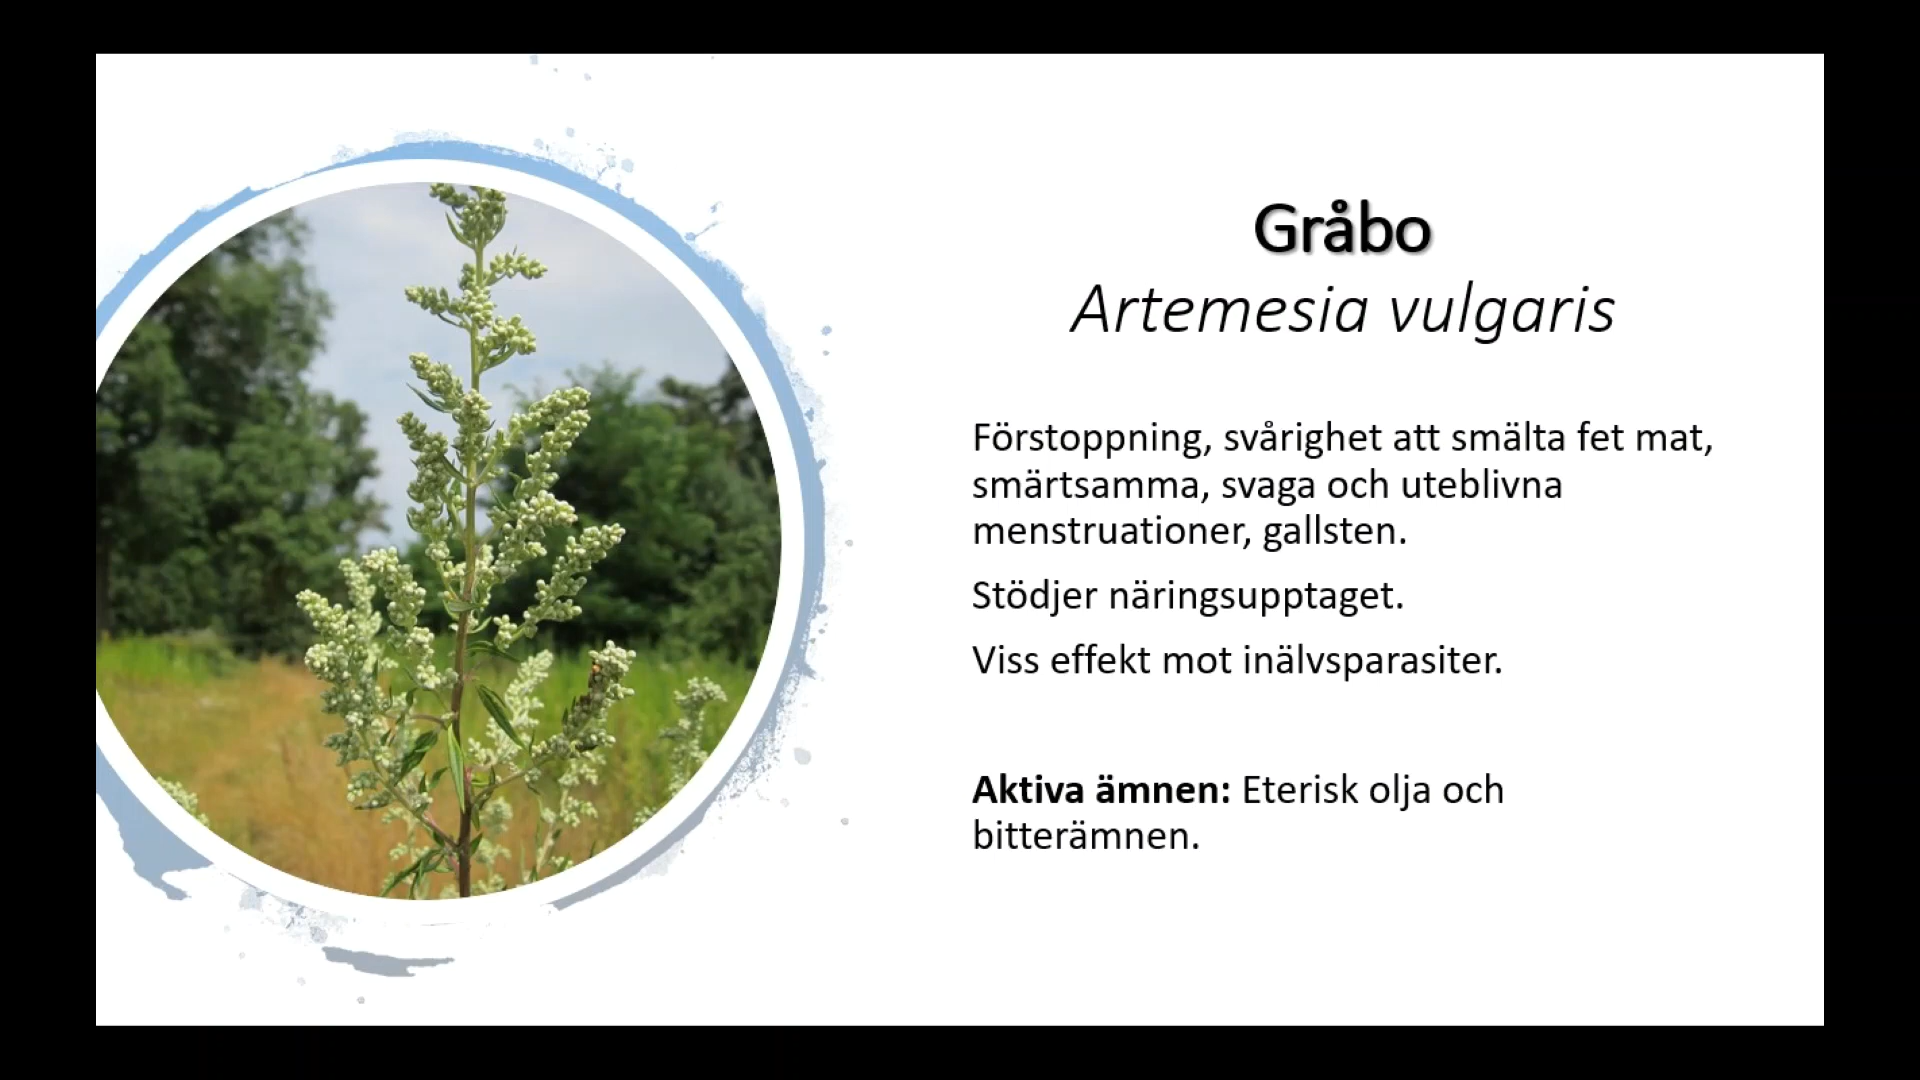 Gråbo
Artemesia vulgaris
Förstoppning, svårighet att smälta fet mat,
smärtsamma, svaga och uteblivna
menstruationer, gallsten.
Stödjer näringsupptaget.
Viss effekt mot inälvsparasiter.
Aktiva ämnen: Eterisk olja och
bitterämnen.